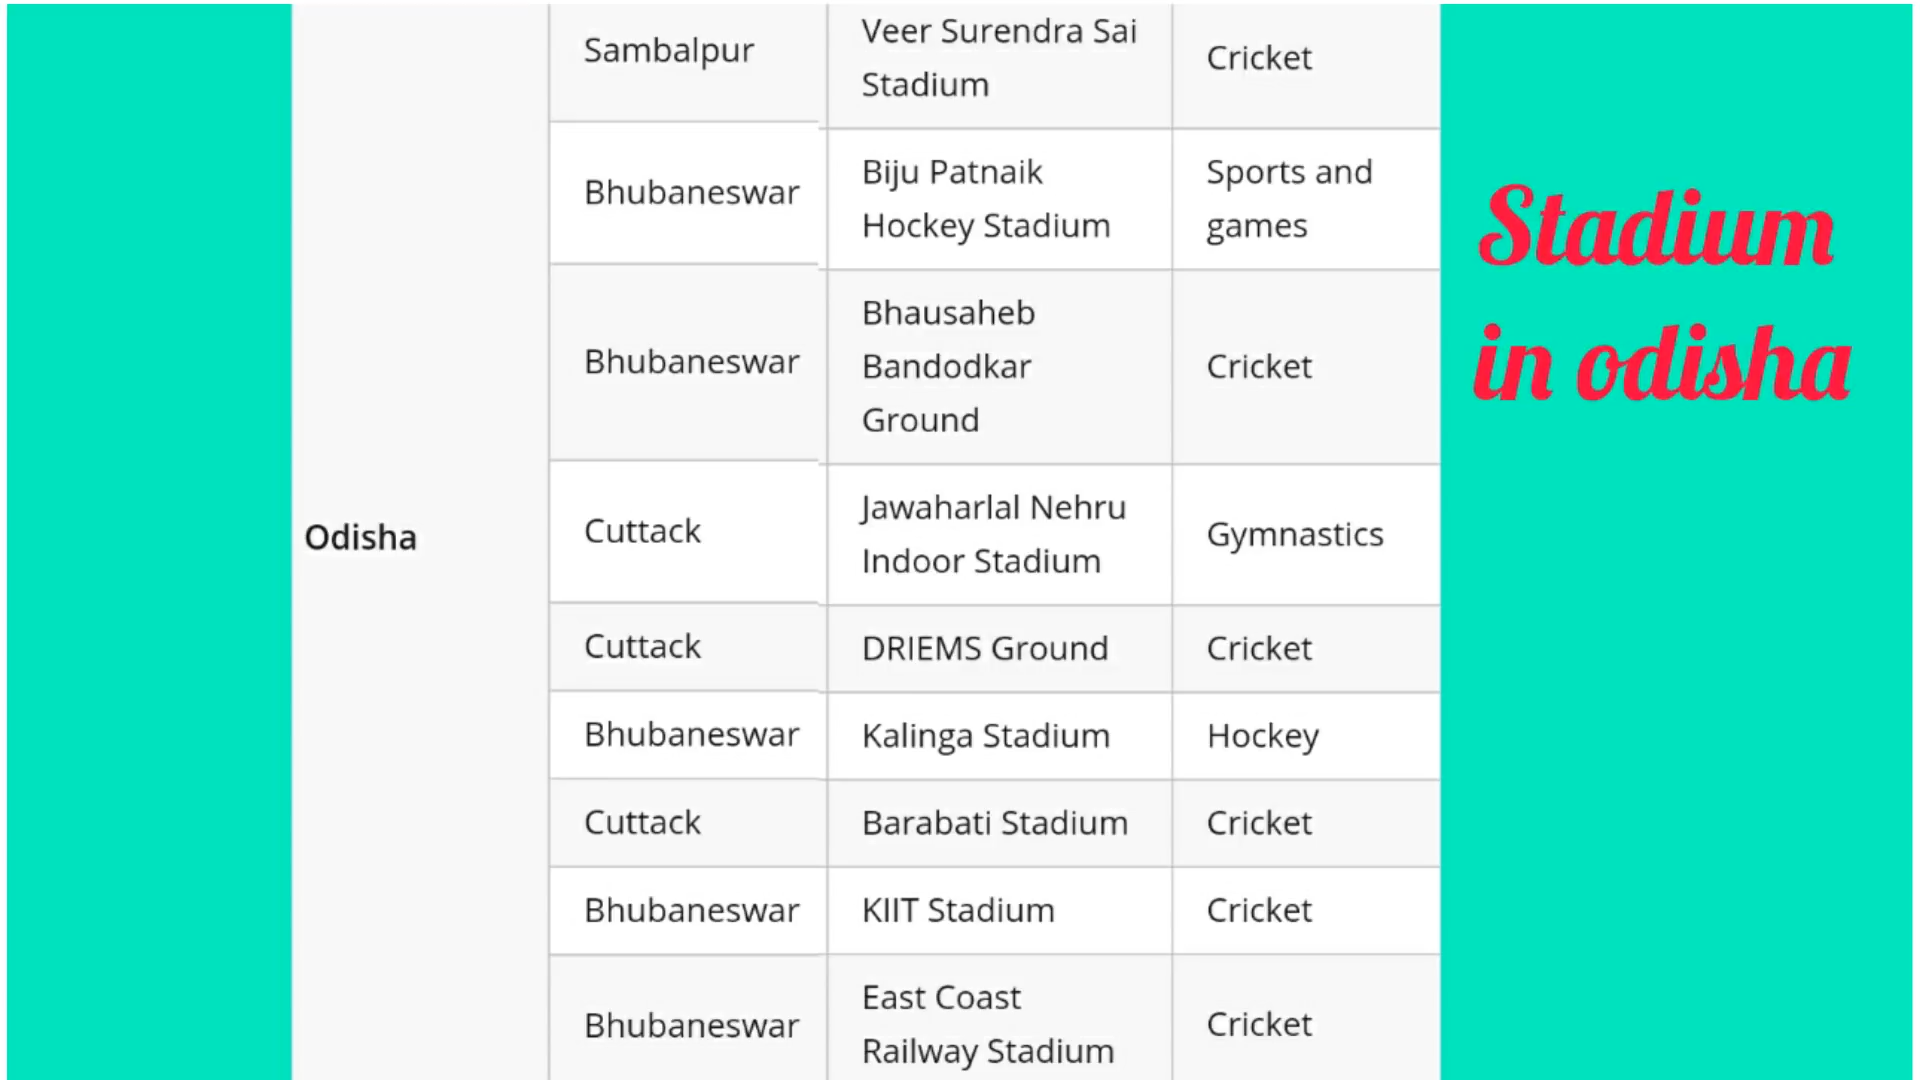 Sambalpur
Veer Surendra Sai
Stadium
Cricket
Bhubaneswar
Biju Patnaik
Hockey Stadium
Sports and
games
Bhubaneswar
Bhausaheb
Bandodkar
Ground
Cricket
Odisha
Cuttack
Jawaharlal Nehru
Indoor Stadium
Gymnastics
Cuttack
DRIEMS Ground
Cricket
Bhubaneswar
Kalinga Stadium
Hockey
Cuttack
Barabati Stadium
Cricket
Bhubaneswar
KIIT Stadium
Cricket
Bhubaneswar
East Coast
Railway Stadium
Cricket
Stadium
in odisha